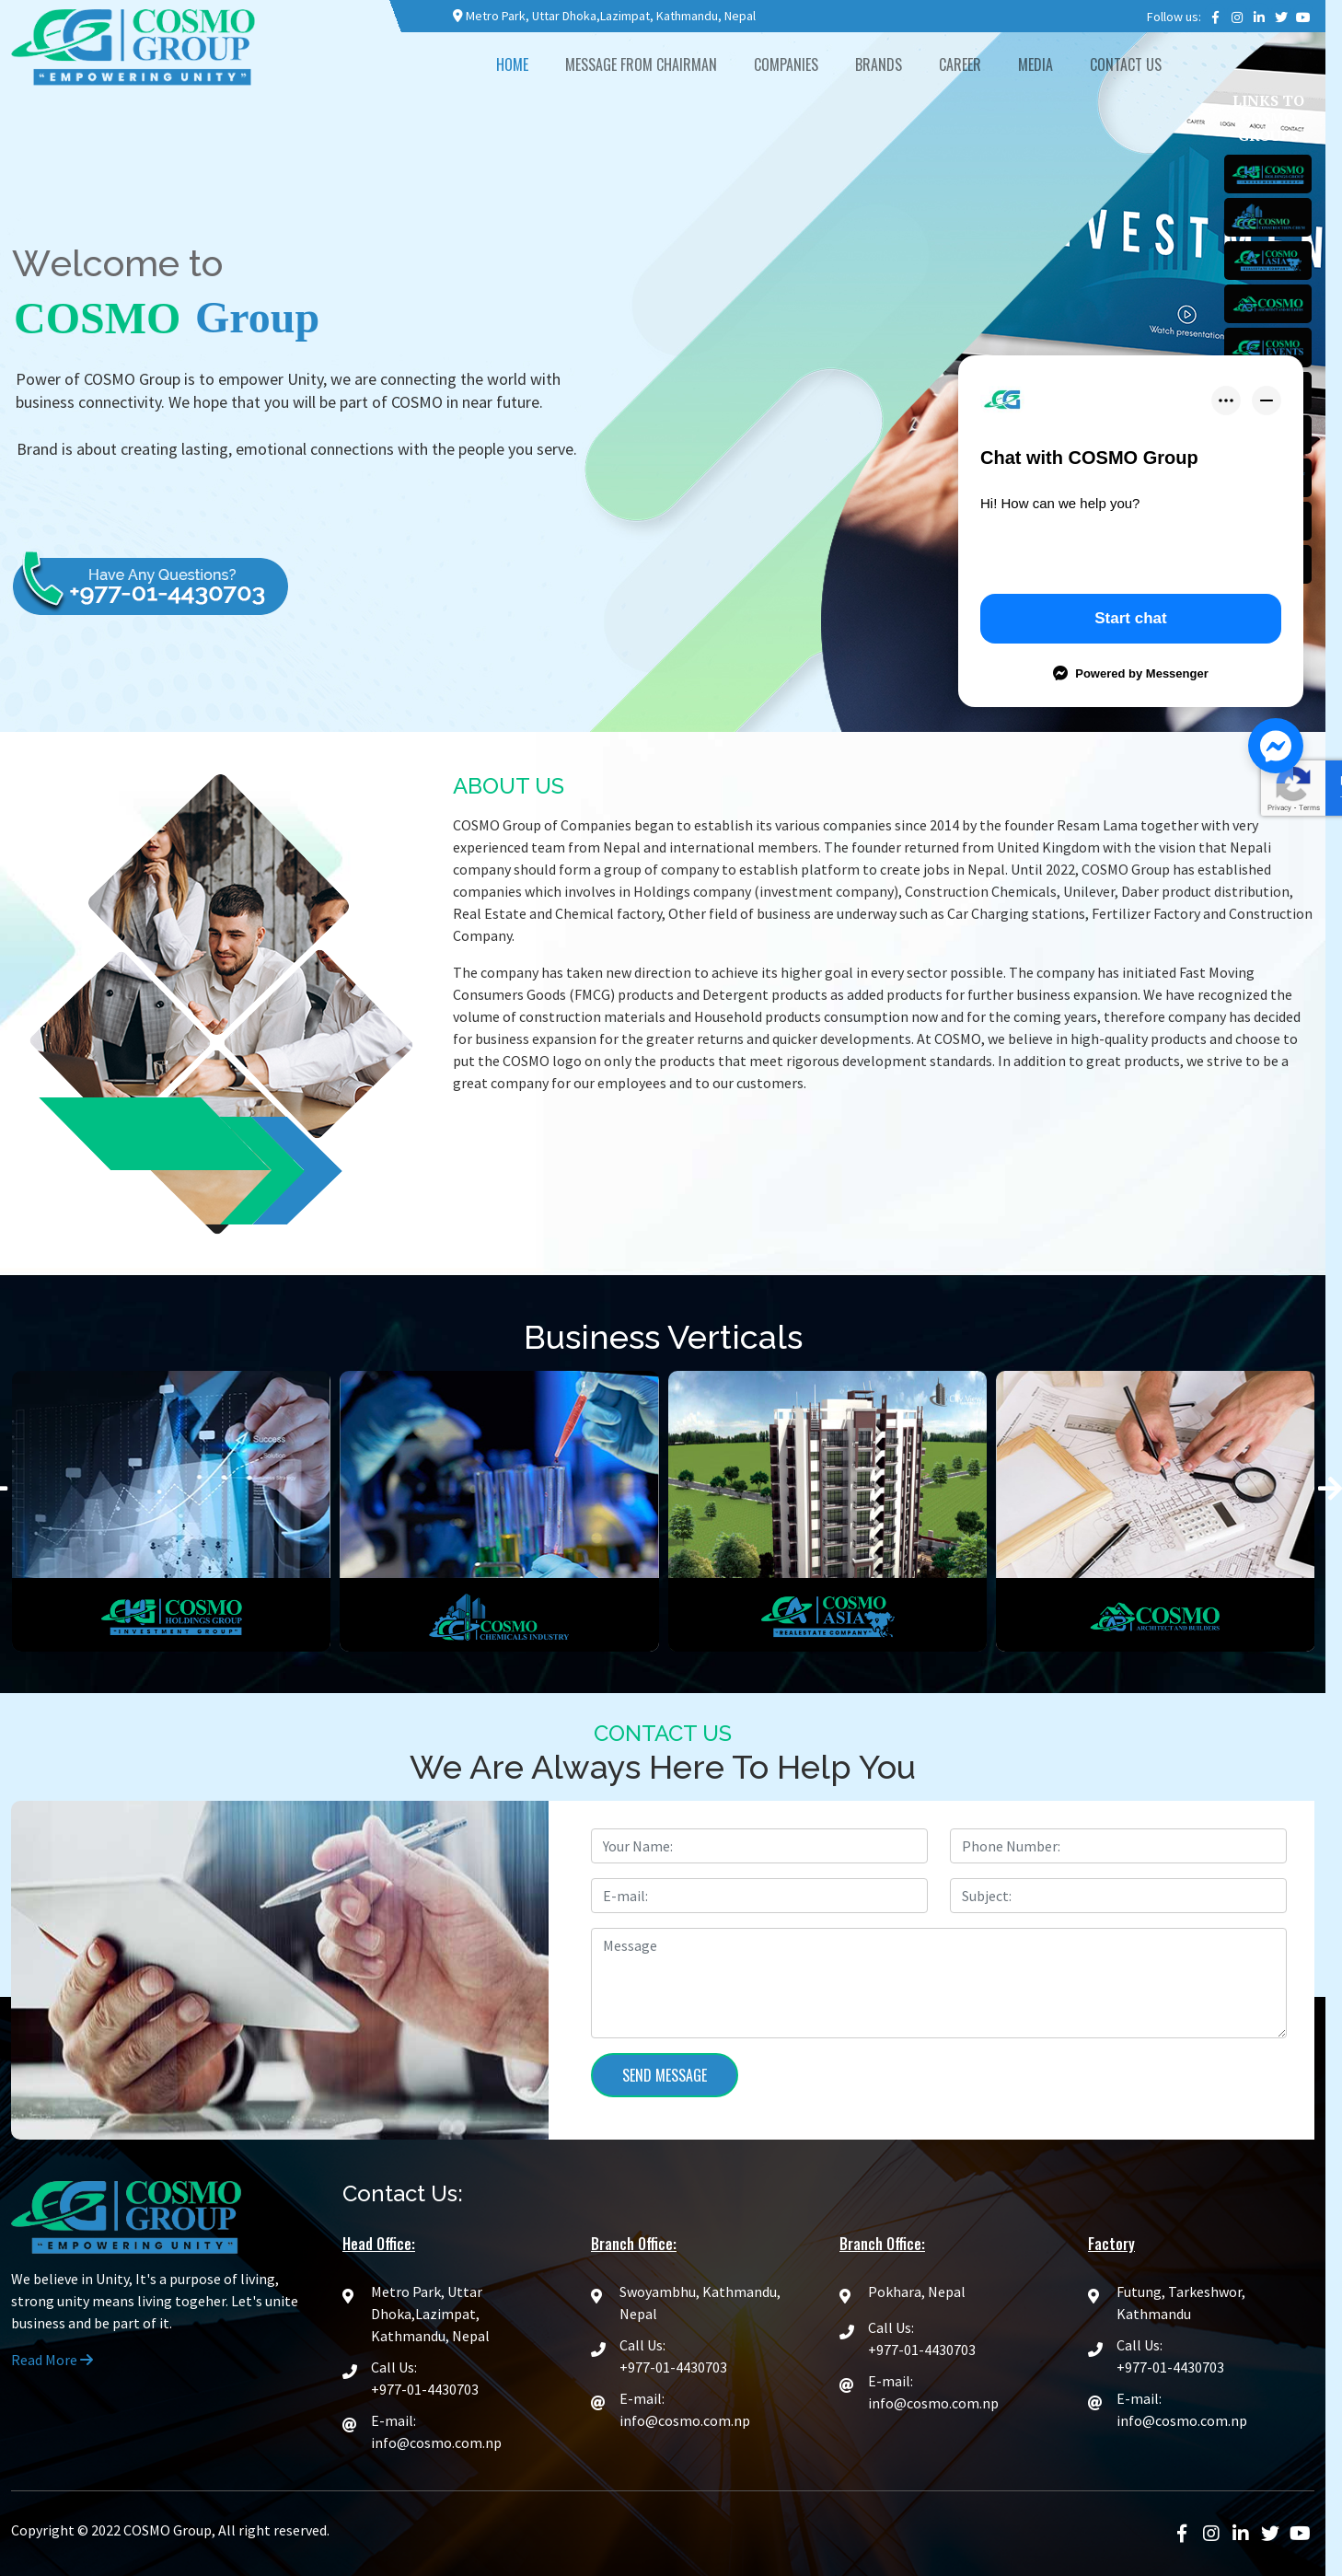 COSMO
GROUP
"EMPOWERING UNITY"
Metro Park, Uttar Dhoka,Lazimpat, Kathmandu, Nepal
Follow us:
HOME
MESSAGE FROM CHAIRMAN
COMPANIES
BRANDS
CAREER
MEDIA
CONTACT US
LINKS TO
CAREER LOGIN ABOUT CONTACT
COSMO
HOLDINGS GROUP
COSMO
COSMO
ASIA
COSMO
COSMO
EVENTS
Watch presentation
Welcome to
COSMO Group
Power of COSMO Group is to empower Unity, we are connecting the world with
business connectivity. We hope that you will be part of COSMO in near future.
Brand is about creating lasting, emotional connections with the people you serve.
Have Any Questions?
+977-01-4430703
Chat with COSMO Group
Hi! How can we help you?
Start chat
Powered by Messenger
Privacy - Terms
ABOUT US
COSMO Group of Companies began to establish its various companies since 2014 by the founder Resam Lama together with very
experienced team from Nepal and international members. The founder returned from United Kingdom with the vision that Nepali
company should form a group of company to establish platform to create jobs in Nepal. Until 2022, COSMO Group has established
companies which involves in Holdings company (investment company), Construction Chemicals, Unilever, Daber product distribution,
Real Estate and Chemical factory, Other field of business are underway such as Car Charging stations, Fertilizer Factory and Construction
Company.
The company has taken new direction to achieve its higher goal in every sector possible. The company has initiated Fast Moving
Consumers Goods (FMCG) products and Detergent products as added products for further business expansion. We have recognized the
volume of construction materials and Household products consumption now and for the coming years, therefore company has decided
for business expansion for the greater returns and quicker developments. At COSMO, we believe in high-quality products and choose to
put the COSMO logo on only the products that meet rigorous development standards. In addition to great products, we strive to be a
great company for our employees and to our customers.
Business Verticals
Success
COSMO
HOLDINGS GROUP
"INVESTMENT GROUP"
COSMO
CHEMICALS INDUSTRY
COSMO
ASIA
"REALESTATE COMPANY"
COSMO
ARCHITECT AND BUILDERS
CONTACT US
We Are Always Here To Help You
Your Name:
Phone Number:
E-mail:
Subject:
Message
SEND MESSAGE
COSMO
GROUP
"EMPOWERING UNITY"
We believe in Unity, It's a purpose of living,
strong unity means living togeher. Let's unite
business and be part of it.
Read More
Contact Us:
Head Office:
Metro Park, Uttar
Dhoka,Lazimpat,
Kathmandu, Nepal
Call Us:
+977-01-4430703
E-mail:
info@cosmo.com.np
Branch Office:
Swoyambhu, Kathmandu,
Nepal
Call Us:
+977-01-4430703
E-mail:
info@cosmo.com.np
Branch Office:
Pokhara, Nepal
Call Us:
+977-01-4430703
E-mail:
info@cosmo.com.np
Factory
Futung, Tarkeshwor,
Kathmandu
Call Us:
+977-01-4430703
E-mail:
info@cosmo.com.np
Copyright © 2022 COSMO Group, All right reserved.